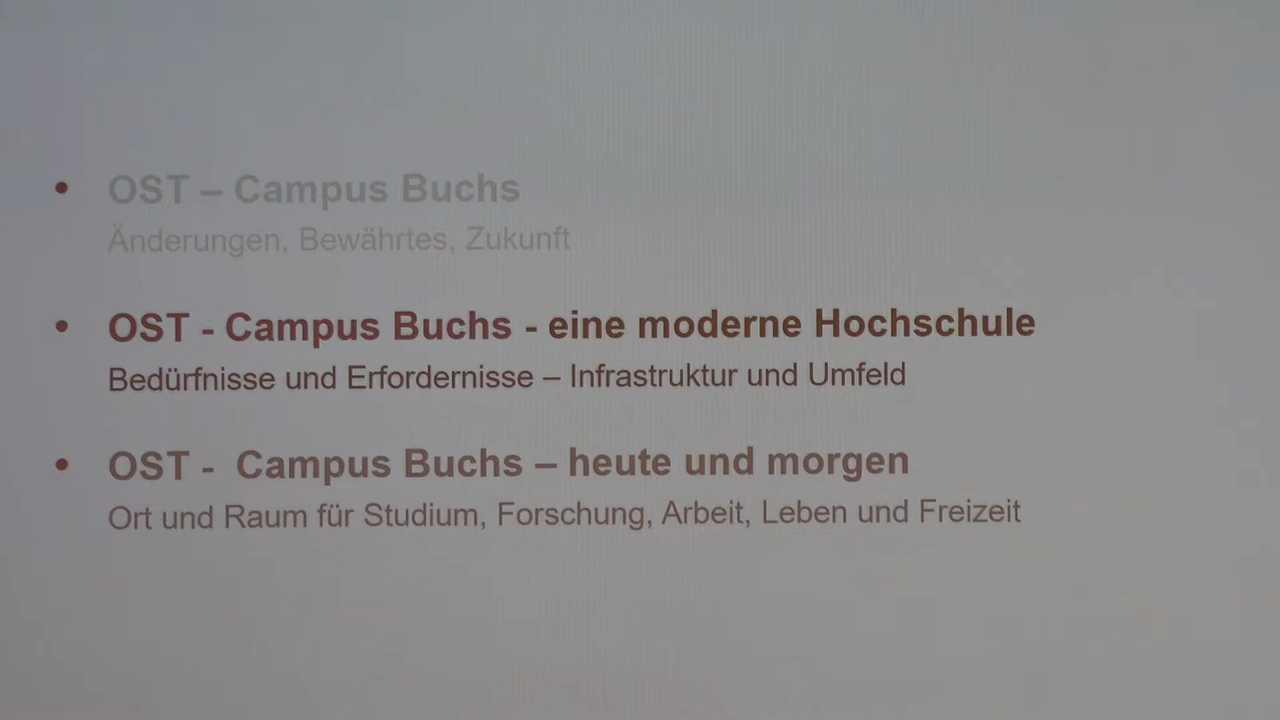 • OST – Campus Buchs
Änderungen, Bewährtes, Zukunft
• OST - Campus Buchs - eine moderne Hochschule
Bedürfnisse und Erfordernisse – Infrastruktur und Umfeld
• OST - Campus Buchs – heute und morgen
Ort und Raum für Studium, Forschung, Arbeit, Leben und Freizeit